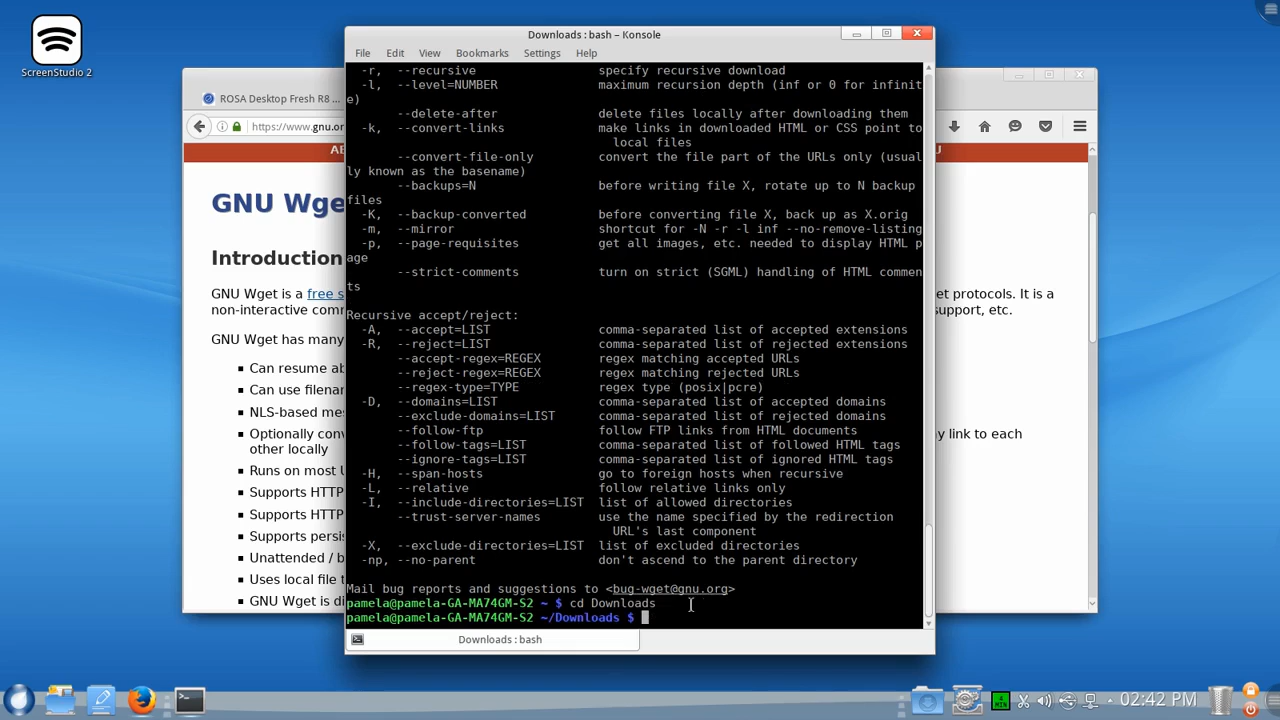 ScreenStudio 2
Downloads : bash – Konsole
File Edit View Bookmarks Settings Help
ROSA Desktop Fresh R8 ...
https://www.gnu.or
GNU Wge
Introduction
GNU Wget is a free s
non-interactive com
et protocols. It is a
support, etc.
GNU Wget has many
Can resume ab
Can use filenam
NLS-based mes
Optionally conv
y link to each
other locally
Runs on most U
Supports HTTP
Supports HTTP
Supports persis
Unattended / b
Uses local file t
GNU Wget is di
-r, --recursive specify recursive download
-l, --level=NUMBER maximum recursion depth (inf or 0 for infinit
e)
--delete-after delete files locally after downloading them
-k, --convert-links make links in downloaded HTML or CSS point to
local files
--convert-file-only convert the file part of the URLs only (usual
ly known as the basename)
--backups=N before writing file X, rotate up to N backup
files
-K, --backup-converted before converting file X, back up as X.orig
-m, --mirror shortcut for -N -r -l inf --no-remove-listing
-p, --page-requisites get all images, etc. needed to display HTML p
age
--strict-comments turn on strict (SGML) handling of HTML commen
ts
Recursive accept/reject:
-A, --accept=LIST comma-separated list of accepted extensions
-R, --reject=LIST comma-separated list of rejected extensions
--accept-regex=REGEX regex matching accepted URLs
--reject-regex=REGEX regex matching rejected URLs
--regex-type=TYPE regex type (posix|pcre)
-D, --domains=LIST comma-separated list of accepted domains
--exclude-domains=LIST comma-separated list of rejected domains
--follow-ftp follow FTP links from HTML documents
--follow-tags=LIST comma-separated list of followed HTML tags
--ignore-tags=LIST comma-separated list of ignored HTML tags
-H, --span-hosts go to foreign hosts when recursive
-L, --relative follow relative links only
-I, --include-directories=LIST list of allowed directories
--trust-server-names use the name specified by the redirection
URL's last component
-X, --exclude-directories=LIST list of excluded directories
-np, --no-parent don't ascend to the parent directory
Mail bug reports and suggestions to <bug-wget@gnu.org>
pamela@pamela-GA-MA74GM-S2 ~ $ cd Downloads
pamela@pamela-GA-MA74GM-S2 ~/Downloads $
Downloads : bash
02:42 PM